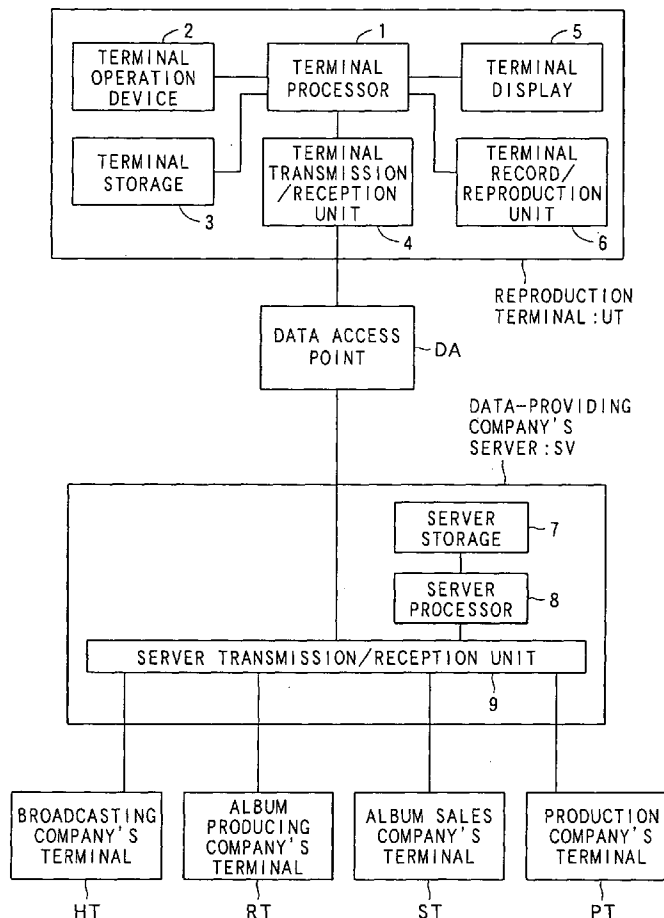 2
1
5
TERMINAL
OPERATION
DEVICE
TERMINAL
PROCESSOR
TERMINAL
DISPLAY
TERMINAL
STORAGE
TERMINAL
TRANSMISSION
/RECEPTION
UNIT
TERMINAL
RECORD/
REPRODUCTION
UNIT
3
4
6
REPRODUCTION
TERMINAL:UT
DATA ACCESS
POINT
DA
DATA-PROVIDING
COMPANY'S
SERVER:SV
SERVER
STORAGE
7
SERVER
PROCESSOR
8
SERVER TRANSMISSION/RECEPTION UNIT
9
BROADCASTING
COMPANY'S
TERMINAL
ALBUM
PRODUCING
COMPANY'S
TERMINAL
ALBUM SALES
COMPANY'S
TERMINAL
PRODUCTION
COMPANY'S
TERMINAL
HT
RT
ST
PT